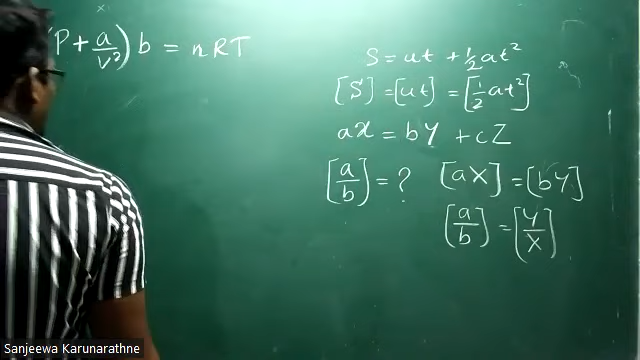 (P + a/V²) b = nRT
S = ut + ½at²
[S] = [ut] = [½at²]
ax = bY + cZ
[a/b] = ? [aX] = [bY]
[a/b] = [Y/X]
Sanjeewa Karunarathne